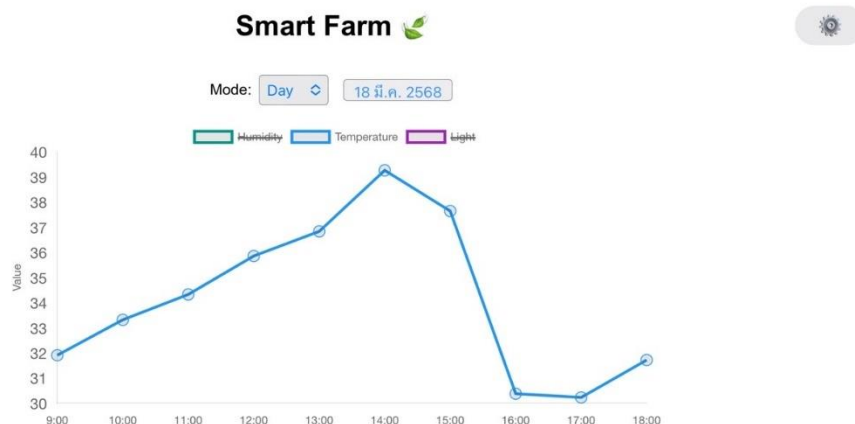 Smart Farm
Mode: Day 18 มี.ค. 2568
Humidity Temperature Light
40
39
38
37
36
35
34
33
32
31
30
Value
9:00 10:00 11:00 12:00 13:00 14:00 15:00 16:00 17:00 18:00